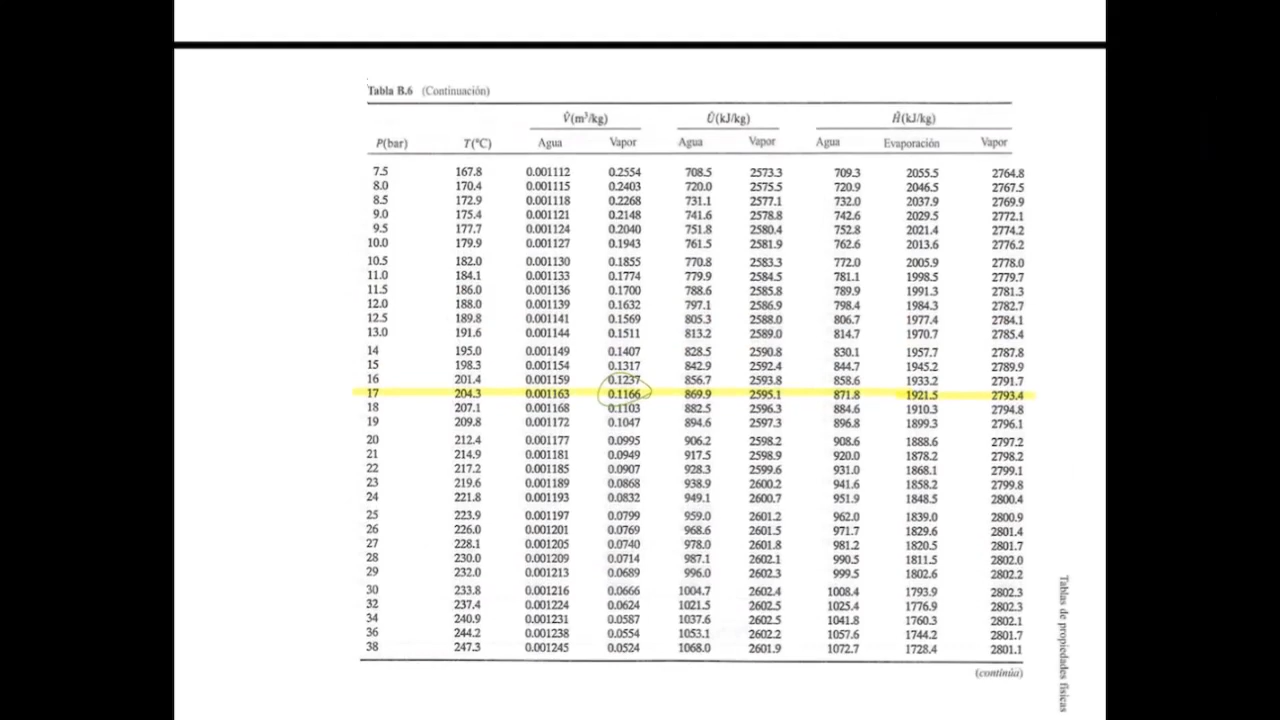 Tabla B.6 (Continuación)
V̂(m³/kg) Û(kJ/kg) Ĥ(kJ/kg)
P(bar) T(°C) Agua Vapor Agua Vapor Agua Evaporación Vapor
7.5 167.8 0.001112 0.2554 708.5 2573.3 709.3 2055.5 2764.8
8.0 170.4 0.001115 0.2403 720.0 2575.5 720.9 2046.5 2767.5
8.5 172.9 0.001118 0.2268 731.1 2577.1 732.0 2037.9 2769.9
9.0 175.4 0.001121 0.2148 741.6 2578.8 742.6 2029.5 2772.1
9.5 177.7 0.001124 0.2040 751.8 2580.4 752.8 2021.4 2774.2
10.0 179.9 0.001127 0.1943 761.5 2581.9 762.6 2013.6 2776.2
10.5 182.0 0.001130 0.1855 770.8 2583.3 772.0 2005.9 2778.0
11.0 184.1 0.001133 0.1774 779.9 2584.5 781.1 1998.5 2779.7
11.5 186.0 0.001136 0.1700 788.6 2585.8 789.9 1991.3 2781.3
12.0 188.0 0.001139 0.1632 797.1 2586.9 798.4 1984.3 2782.7
12.5 189.8 0.001141 0.1569 805.3 2588.0 806.7 1977.4 2784.1
13.0 191.6 0.001144 0.1511 813.2 2589.0 814.7 1970.7 2785.4
14 195.0 0.001149 0.1407 828.5 2590.8 830.1 1957.7 2787.8
15 198.3 0.001154 0.1317 842.9 2592.4 844.7 1945.2 2789.9
16 201.4 0.001159 0.1237 856.7 2593.8 858.6 1933.2 2791.7
17 204.3 0.001163 0.1166 869.9 2595.1 871.8 1921.5 2793.4
18 207.1 0.001168 0.1103 882.5 2596.3 884.6 1910.3 2794.8
19 209.8 0.001172 0.1047 894.6 2597.3 896.8 1899.3 2796.1
20 212.4 0.001177 0.0995 906.2 2598.2 908.6 1888.6 2797.2
21 214.9 0.001181 0.0949 917.5 2598.9 920.0 1878.2 2798.2
22 217.2 0.001185 0.0907 928.3 2599.6 931.0 1868.1 2799.1
23 219.6 0.001189 0.0868 938.9 2600.2 941.6 1858.2 2799.8
24 221.8 0.001193 0.0832 949.1 2600.7 951.9 1848.5 2800.4
25 223.9 0.001197 0.0799 959.0 2601.2 962.0 1839.0 2800.9
26 226.0 0.001201 0.0769 968.6 2601.5 971.7 1829.6 2801.4
27 228.1 0.001205 0.0740 978.0 2601.8 981.2 1820.5 2801.7
28 230.0 0.001209 0.0714 987.1 2602.1 990.5 1811.5 2802.0
29 232.0 0.001213 0.0689 996.0 2602.3 999.5 1802.6 2802.2
30 233.8 0.001216 0.0666 1004.7 2602.4 1008.4 1793.9 2802.3
32 237.4 0.001224 0.0624 1021.5 2602.5 1025.4 1776.9 2802.3
34 240.9 0.001231 0.0587 1037.6 2602.5 1041.8 1760.3 2802.1
36 244.2 0.001238 0.0554 1053.1 2602.2 1057.6 1744.2 2801.7
38 247.3 0.001245 0.0524 1068.0 2601.9 1072.7 1728.4 2801.1
(continúa)
Tablas de propiedades físicas